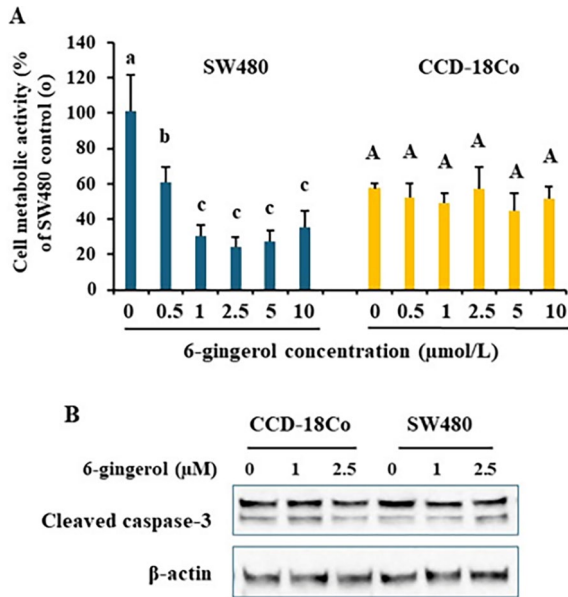 A
Cell metabolic activity (%
of SW480 control (o)
140
120
100
80
60
40
20
0
SW480
CCD-18Co
a
b
c
c
c
c
A
A
A
A
A
A
0 0.5 1 2.5 5 10
0 0.5 1 2.5 5 10
6-gingerol concentration (µmol/L)
B
CCD-18Co SW480
6-gingerol (µM) 0 1 2.5 0 1 2.5
Cleaved caspase-3
β-actin